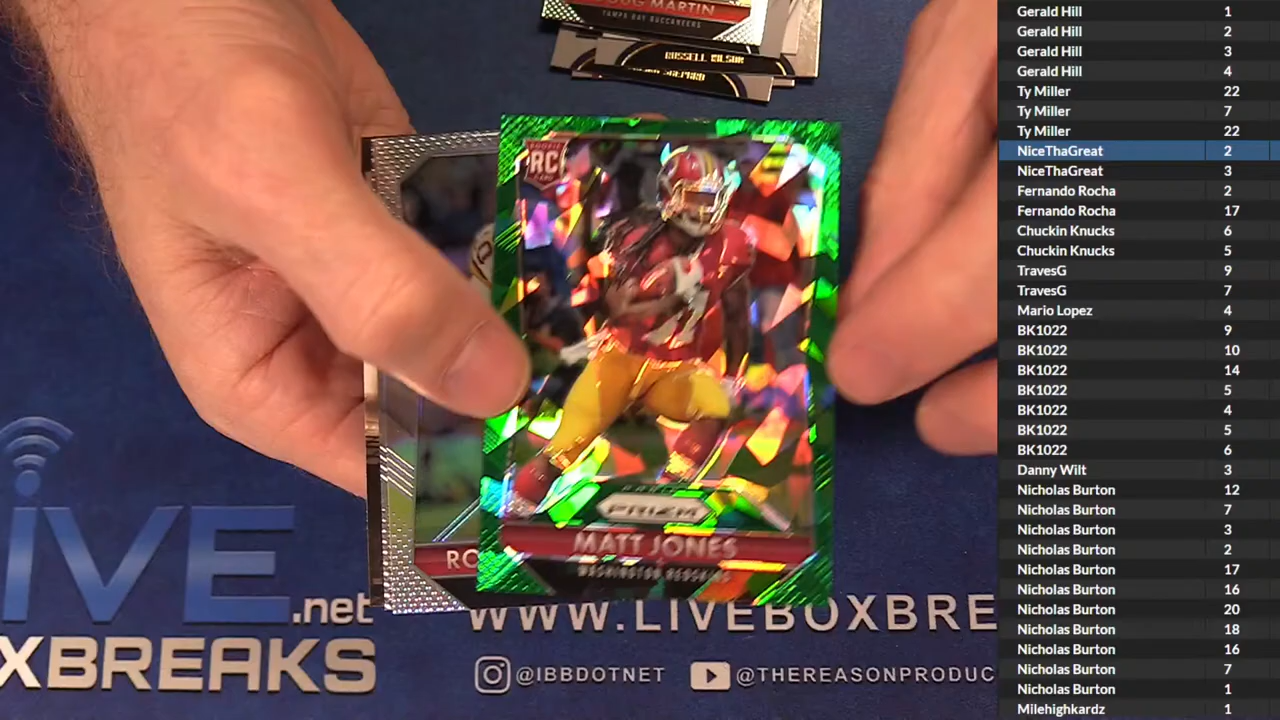 DOUG MARTIN
TAMPA BAY BUCCANEERS
RUSSELL WILSON
SHEPARD
ROOKIE
RC
PANINI
PRIZM
MATT JONES
WASHINGTON REDSKINS
RO
LIVE.net
XBREAKS
WWW.LIVEBOXBRE
@IBBDOTNET
@THEREASONPRODUC
Gerald Hill 1
Gerald Hill 2
Gerald Hill 3
Gerald Hill 4
Ty Miller 22
Ty Miller 7
Ty Miller 22
NiceThaGreat 2
NiceThaGreat 3
Fernando Rocha 2
Fernando Rocha 17
Chuckin Knucks 6
Chuckin Knucks 5
TravesG 9
TravesG 7
Mario Lopez 4
BK1022 9
BK1022 10
BK1022 14
BK1022 5
BK1022 4
BK1022 5
BK1022 6
Danny Wilt 3
Nicholas Burton 12
Nicholas Burton 7
Nicholas Burton 3
Nicholas Burton 2
Nicholas Burton 17
Nicholas Burton 16
Nicholas Burton 20
Nicholas Burton 18
Nicholas Burton 16
Nicholas Burton 7
Nicholas Burton 1
Milehighkardz 1